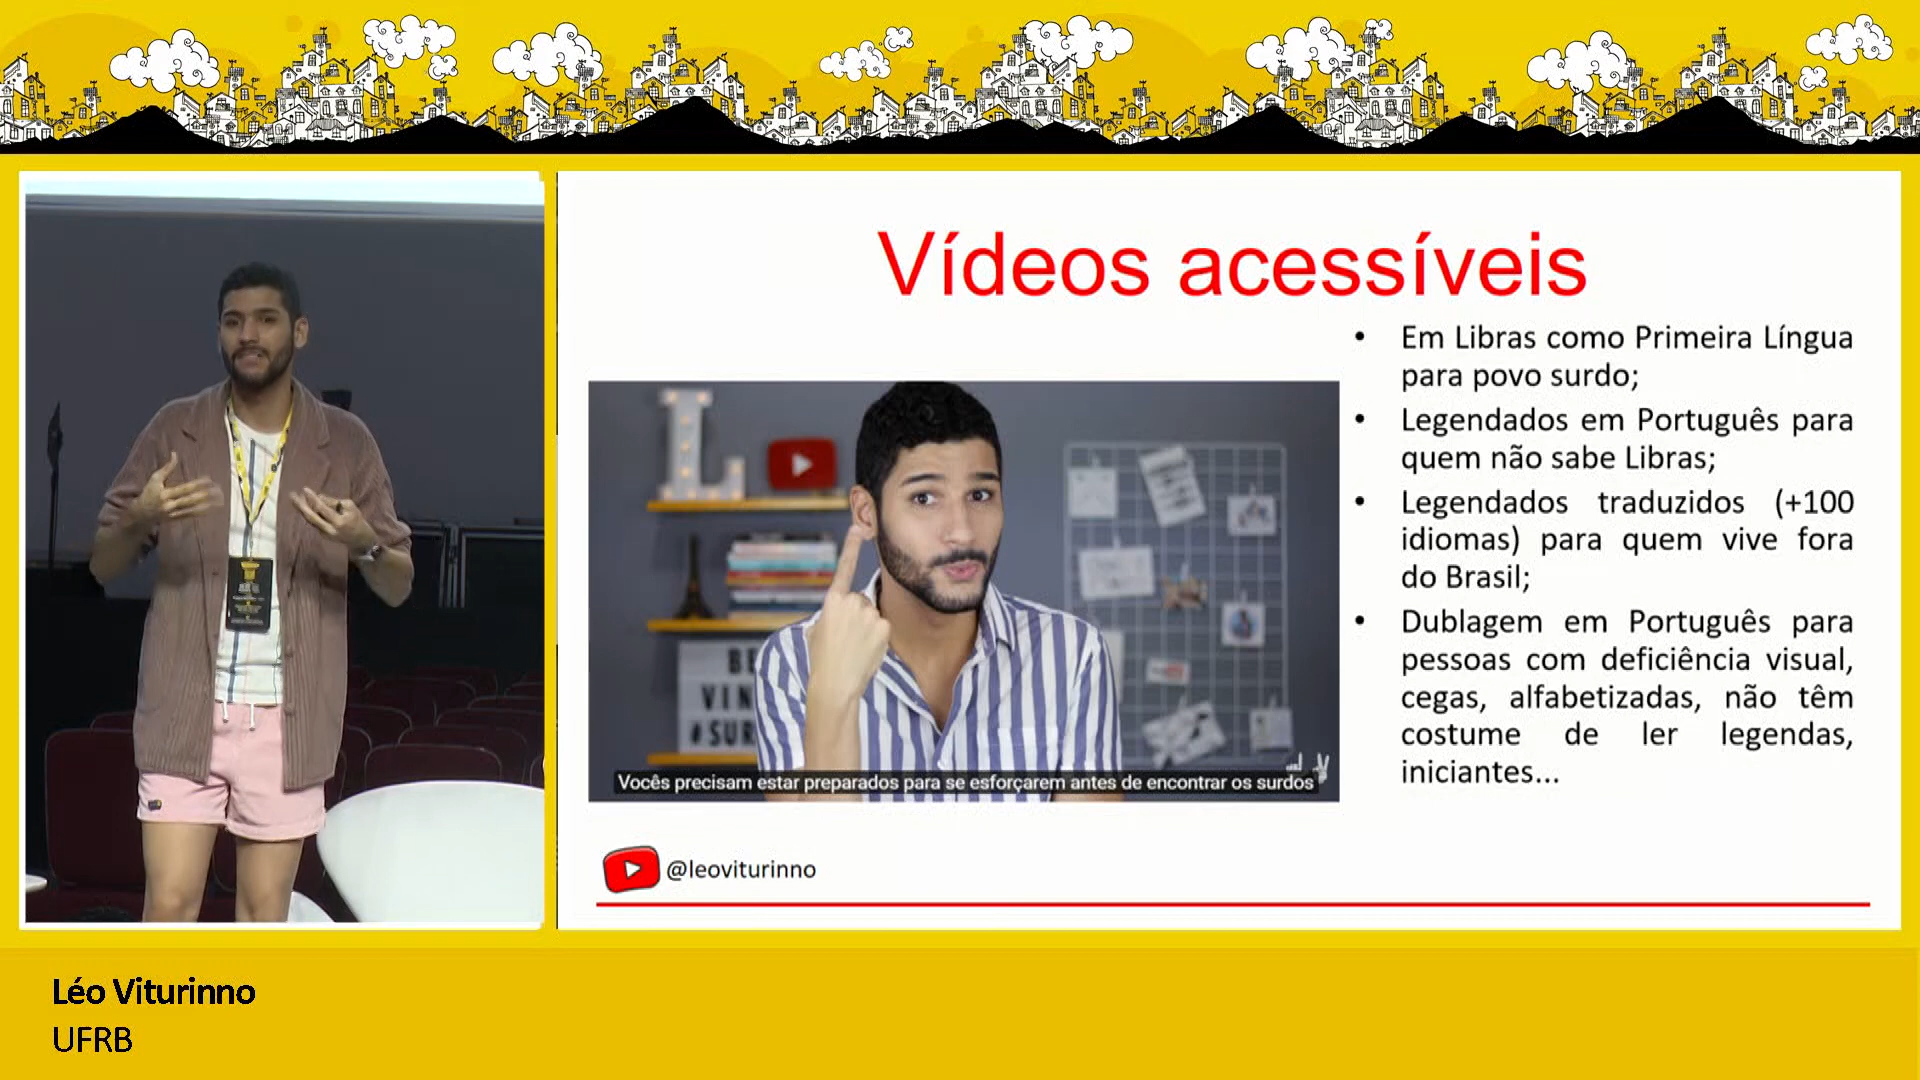 Vídeos acessíveis
• Em Libras como Primeira Língua
para povo surdo;
• Legendados em Português para
quem não sabe Libras;
• Legendados traduzidos (+100
idiomas) para quem vive fora
do Brasil;
• Dublagem em Português para
pessoas com deficiência visual,
cegas, alfabetizadas, não têm
costume de ler legendas,
iniciantes...
L
BE
VIN
#SUR
Vocês precisam estar preparados para se esforçarem antes de encontrar os surdos
@leoviturinno
Léo Viturinno
UFRB